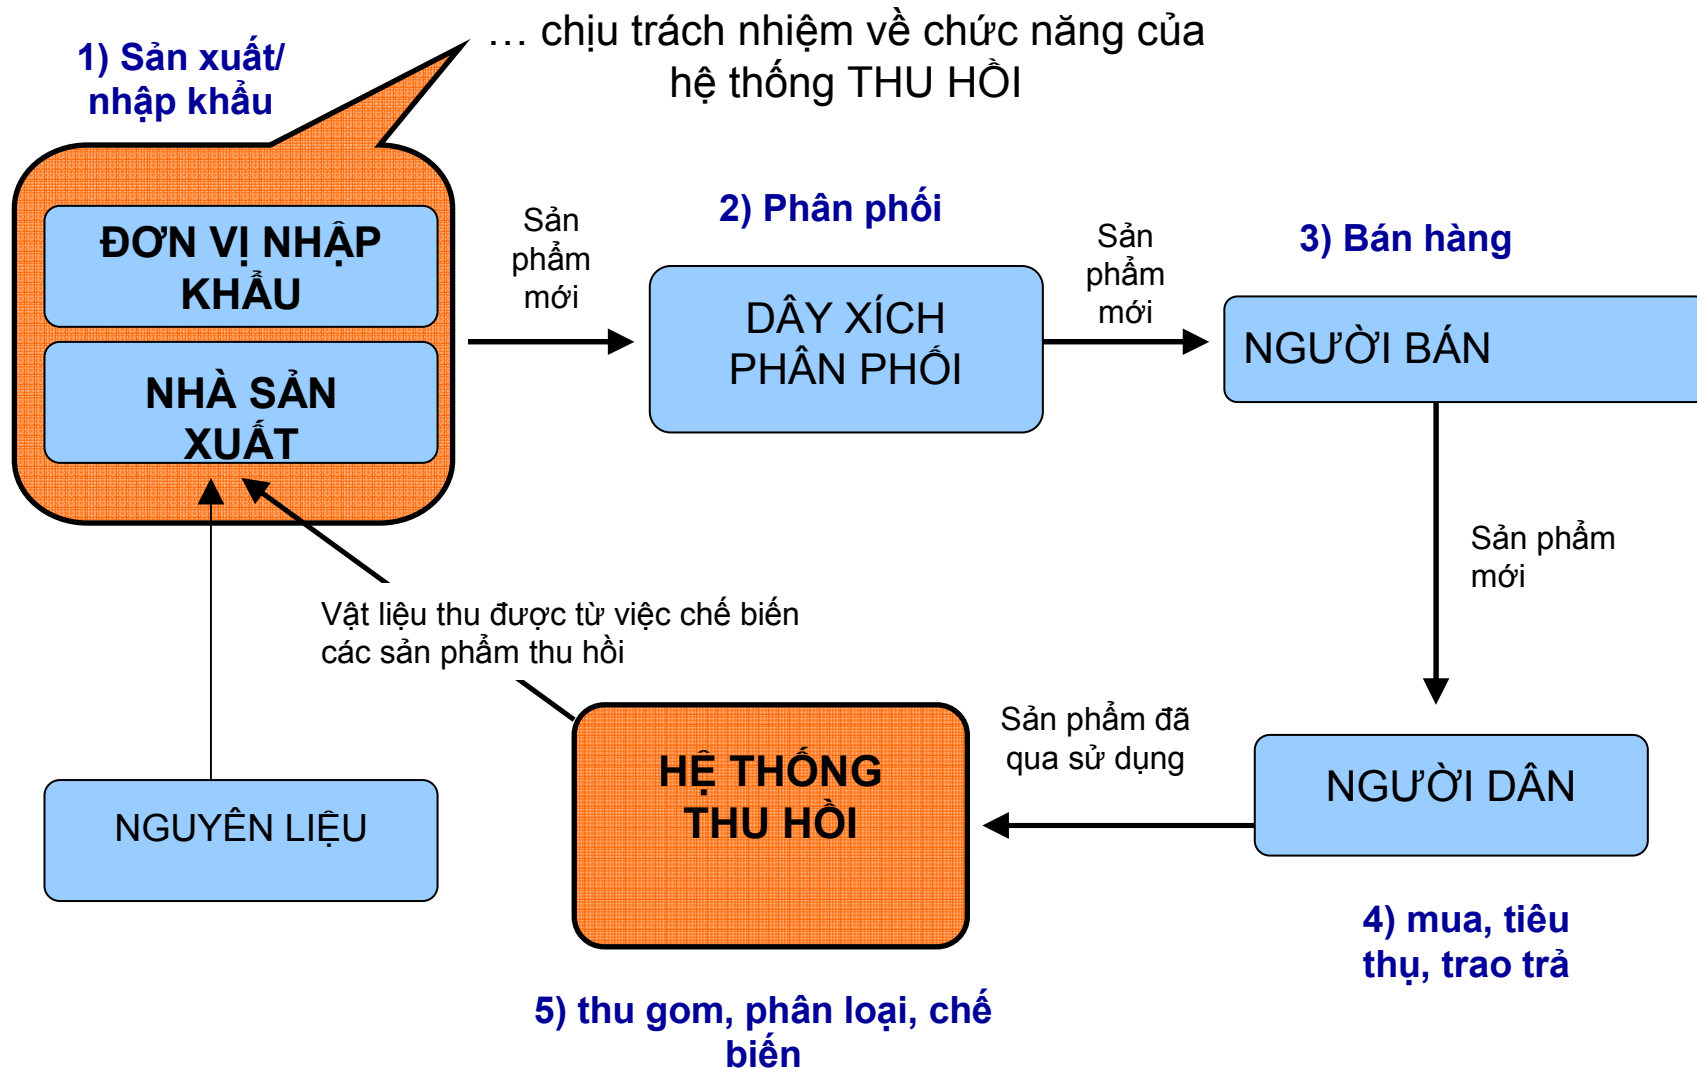 1) Sản xuất/
nhập khẩu
… chịu trách nhiệm về chức năng của
hệ thống THU HỒI
ĐƠN VỊ NHẬP
KHẨU
NHÀ SẢN
XUẤT
Sản
phẩm
mới
2) Phân phối
DÂY XÍCH
PHÂN PHỐI
Sản
phẩm
mới
3) Bán hàng
NGƯỜI BÁN
Sản phẩm
mới
Vật liệu thu được từ việc chế biến
các sản phẩm thu hồi
NGUYÊN LIỆU
HỆ THỐNG
THU HỒI
Sản phẩm đã
qua sử dụng
NGƯỜI DÂN
4) mua, tiêu
thụ, trao trả
5) thu gom, phân loại, chế
biến